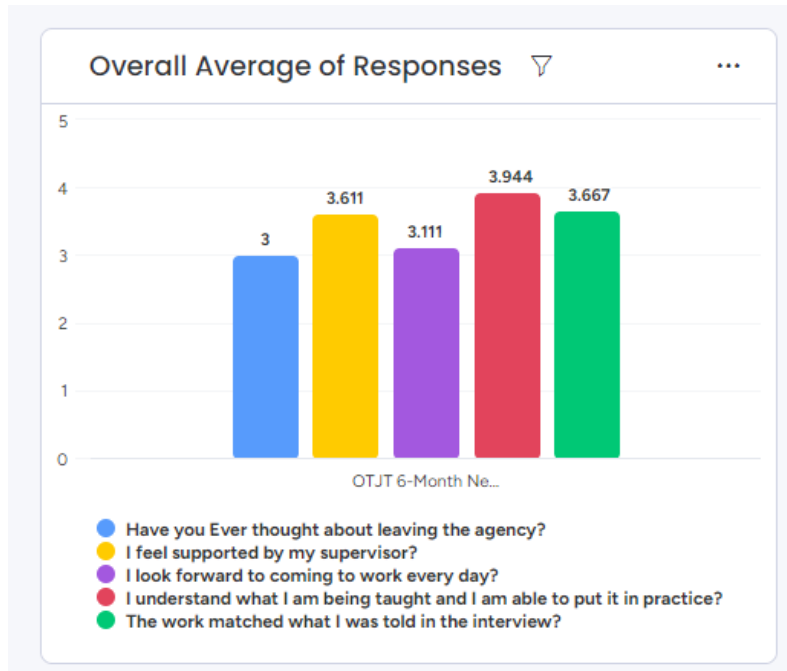 Overall Average of Responses
5
4
3
2
1
0
3
3.611
3.111
3.944
3.667
OTJT 6-Month Ne...
Have you Ever thought about leaving the agency?
I feel supported by my supervisor?
I look forward to coming to work every day?
I understand what I am being taught and I am able to put it in practice?
The work matched what I was told in the interview?